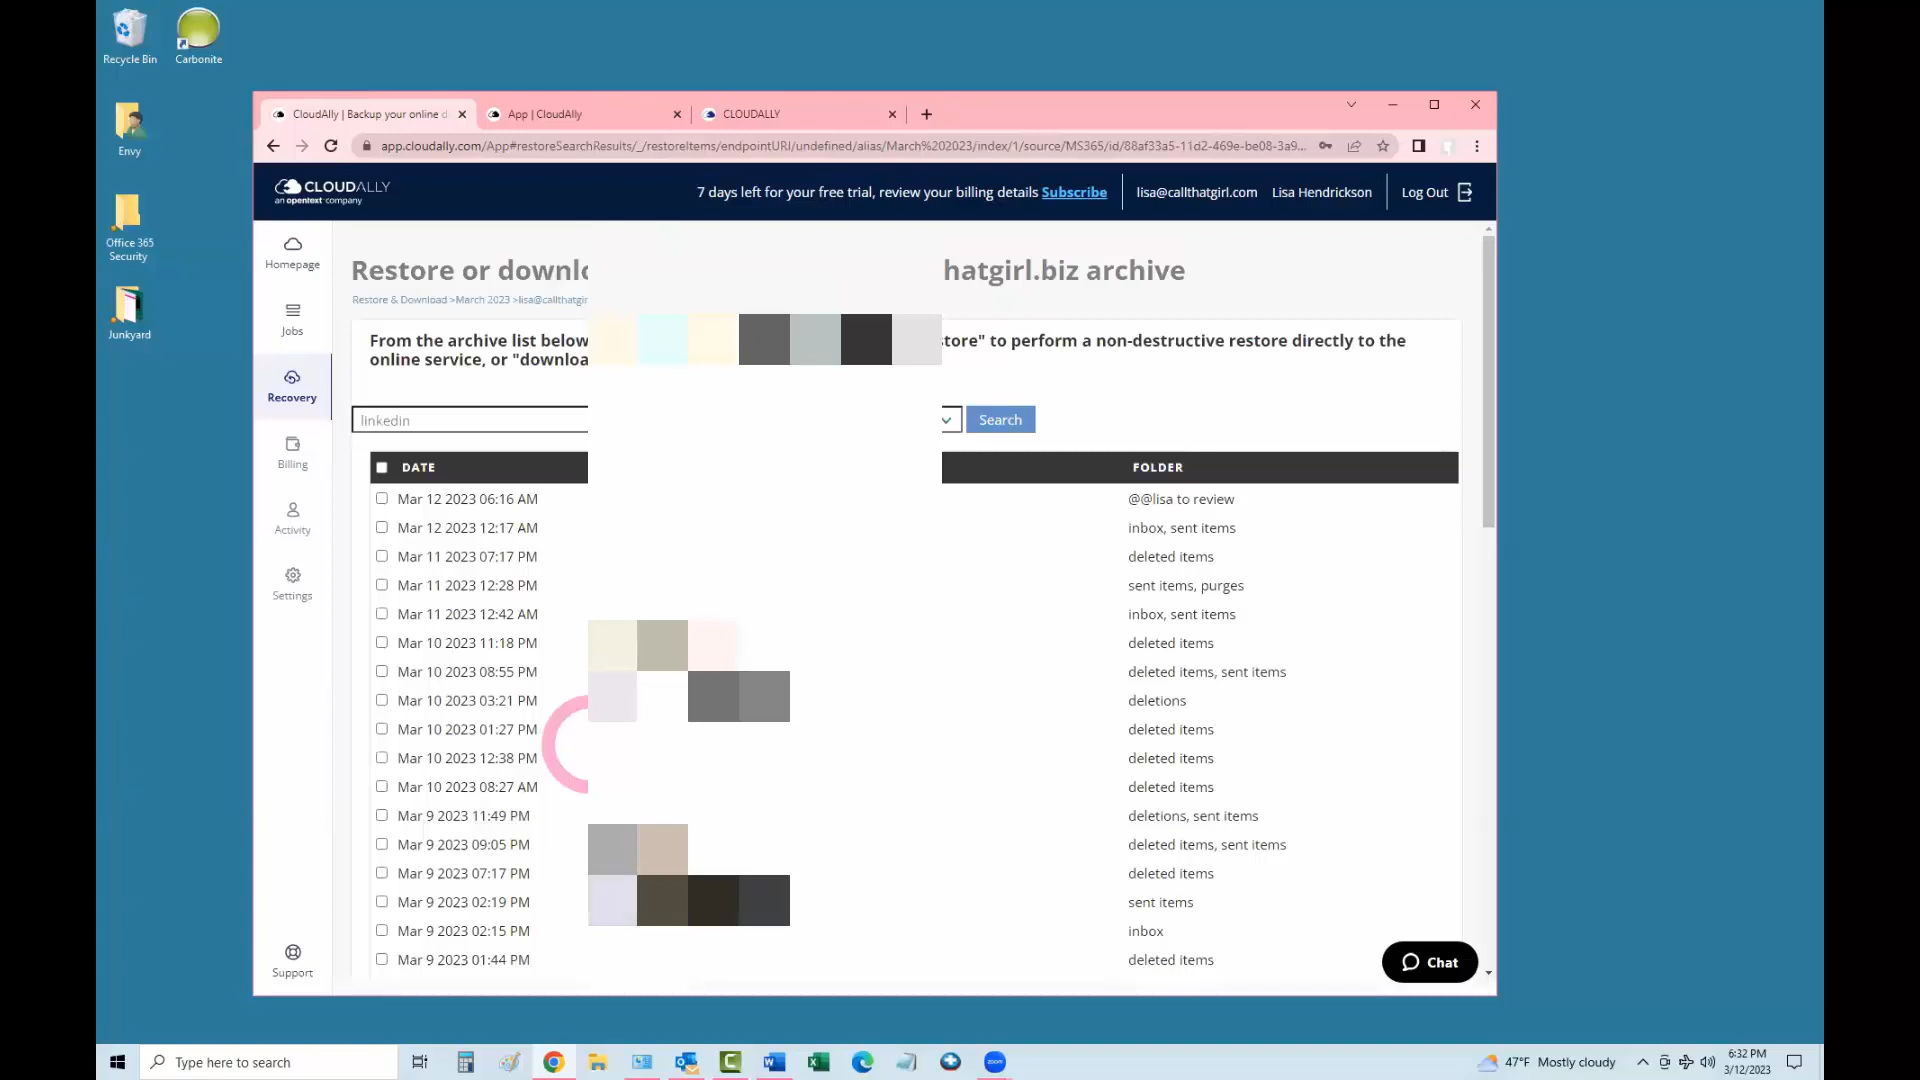 Recycle Bin
Carbonite
Envy
Office 365
Security
Junkyard
CloudAlly | Backup your online d
App | CloudAlly
CLOUDALLY
app.cloudally.com/App#restoreSearchResults/_/restoreItems/endpointURI/undefined/alias/March%202023/index/1/source/MS365/id/88af33a5-11d2-469e-be08-3a9...
CLOUDALLY
an opentext company
7 days left for your free trial, review your billing details Subscribe
lisa@callthatgirl.com
Lisa Hendrickson
Log Out
Homepage
Jobs
Recovery
Billing
Activity
Settings
Support
Restore or downlo hatgirl.biz archive
Restore & Download >March 2023 >lisa@callthatgir
From the archive list below store" to perform a non-destructive restore directly to the
online service, or "downloa
linkedin
Search
DATE FOLDER
Mar 12 2023 06:16 AM @@lisa to review
Mar 12 2023 12:17 AM inbox, sent items
Mar 11 2023 07:17 PM deleted items
Mar 11 2023 12:28 PM sent items, purges
Mar 11 2023 12:42 AM inbox, sent items
Mar 10 2023 11:18 PM deleted items
Mar 10 2023 08:55 PM deleted items, sent items
Mar 10 2023 03:21 PM deletions
Mar 10 2023 01:27 PM deleted items
Mar 10 2023 12:38 PM deleted items
Mar 10 2023 08:27 AM deleted items
Mar 9 2023 11:49 PM deletions, sent items
Mar 9 2023 09:05 PM deleted items, sent items
Mar 9 2023 07:17 PM deleted items
Mar 9 2023 02:19 PM sent items
Mar 9 2023 02:15 PM inbox
Mar 9 2023 01:44 PM deleted items
Chat
Type here to search
zoom
47°F Mostly cloudy
6:32 PM
3/12/2023